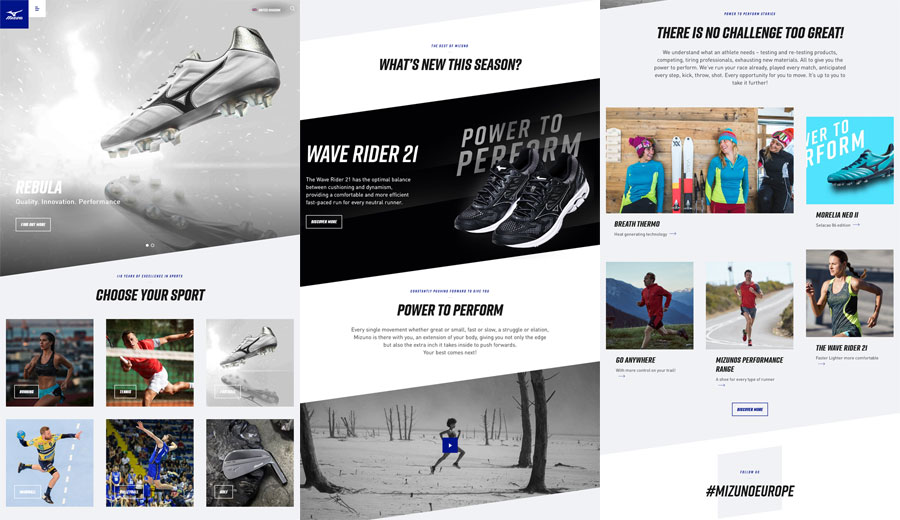 Mizuno
UNITED KINGDOM
REBULA
Quality. Innovation. Performance
FIND OUT MORE
110 YEARS OF EXCELLENCE IN SPORTS
CHOOSE YOUR SPORT
RUNNING
TENNIS
FOOTBALL
HANDBALL
VOLLEYBALL
GOLF
THE BEST OF MIZUNO
WHAT'S NEW THIS SEASON?
POWER TO
PERFORM
WAVE RIDER 21
The Wave Rider 21 has the optimal balance
between cushioning and dynamism,
providing a comfortable and more efficient
fast-paced run for every neutral runner.
DISCOVER MORE
CONSTANTLY PUSHING FORWARD TO GIVE YOU
POWER TO PERFORM
Every single movement whether great or small, fast or slow, a struggle or elation,
Mizuno is there with you, an extension of your body, giving you not only the edge
but also the extra inch it takes inside to push forwards.
Your best comes next!
POWER TO PERFORM STORIES
THERE IS NO CHALLENGE TOO GREAT!
We understand what an athlete needs – testing and re-testing products,
competing, tiring professionals, exhausting new materials. All to give you the
power to perform. We've run your race already, played every match, anticipated
every step, kick, throw, shot. Every opportunity for you to move. It's up to you to
take it further!
BREATH THERMO
Heat generating technology →
WER TO
RFORM
MORELIA NEO II
Setacao 86 edition →
GO ANYWHERE
With more control on your trail!
→
MIZUNOS PERFORMANCE
RANGE
A shoe for every type of runner
→
THE WAVE RIDER 21
Faster Lighter more comfortable
→
DISCOVER MORE
FOLLOW US
#MIZUNOEUROPE